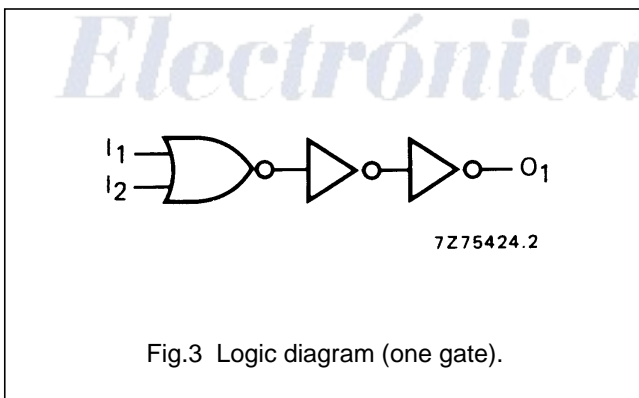 Electrónica
I1
I2
O1
7Z75424.2
Fig.3 Logic diagram (one gate).